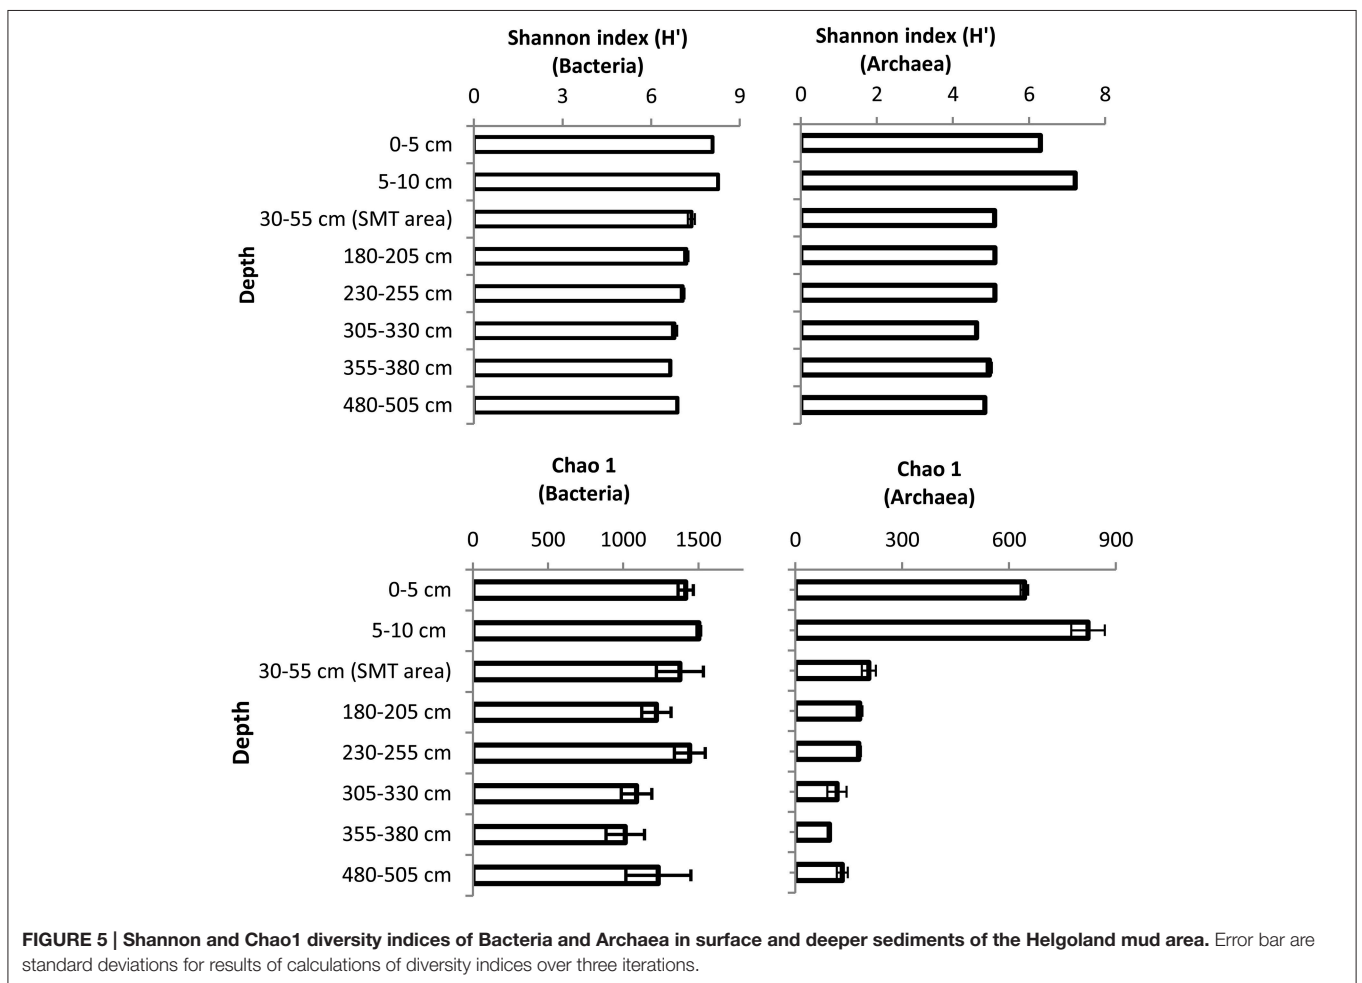 Shannon index (H')
(Bacteria)
0 3 6 9
Shannon index (H')
(Archaea)
0 2 4 6 8
Depth
0-5 cm
5-10 cm
30-55 cm (SMT area)
180-205 cm
230-255 cm
305-330 cm
355-380 cm
480-505 cm
Chao 1
(Bacteria)
0 500 1000 1500
Chao 1
(Archaea)
0 300 600 900
Depth
0-5 cm
5-10 cm
30-55 cm (SMT area)
180-205 cm
230-255 cm
305-330 cm
355-380 cm
480-505 cm
FIGURE 5 | Shannon and Chao1 diversity indices of Bacteria and Archaea in surface and deeper sediments of the Helgoland mud area. Error bar are
standard deviations for results of calculations of diversity indices over three iterations.